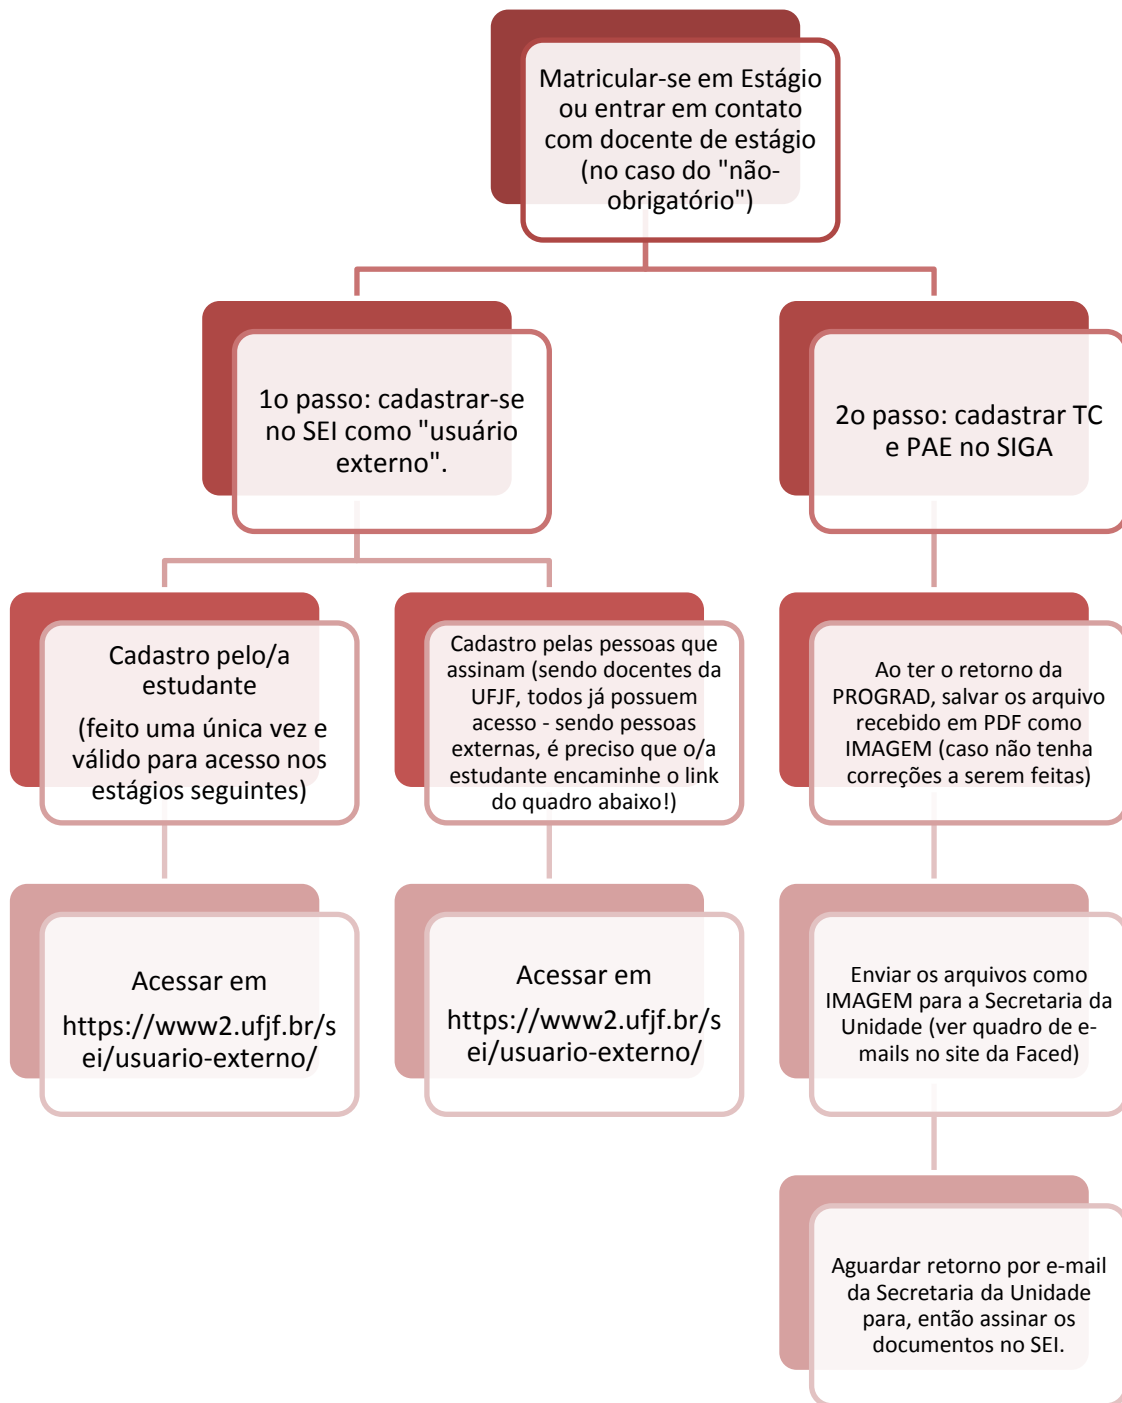 Matricular-se em Estágio
ou entrar em contato
com docente de estágio
(no caso do "não-
obrigatório")
1o passo: cadastrar-se
no SEI como "usuário
externo".
2o passo: cadastrar TC
e PAE no SIGA
Cadastro pelo/a
estudante
(feito uma única vez e
válido para acesso nos
estágios seguintes)
Cadastro pelas pessoas que
assinam (sendo docentes da
UFJF, todos já possuem
acesso - sendo pessoas
externas, é preciso que o/a
estudante encaminhe o link
do quadro abaixo!)
Ao ter o retorno da
PROGRAD, salvar os arquivo
recebido em PDF como
IMAGEM (caso não tenha
correções a serem feitas)
Acessar em
https://www2.ufjf.br/s
ei/usuario-externo/
Acessar em
https://www2.ufjf.br/s
ei/usuario-externo/
Enviar os arquivos como
IMAGEM para a Secretaria da
Unidade (ver quadro de e-
mails no site da Faced)
Aguardar retorno por e-mail
da Secretaria da Unidade
para, então assinar os
documentos no SEI.